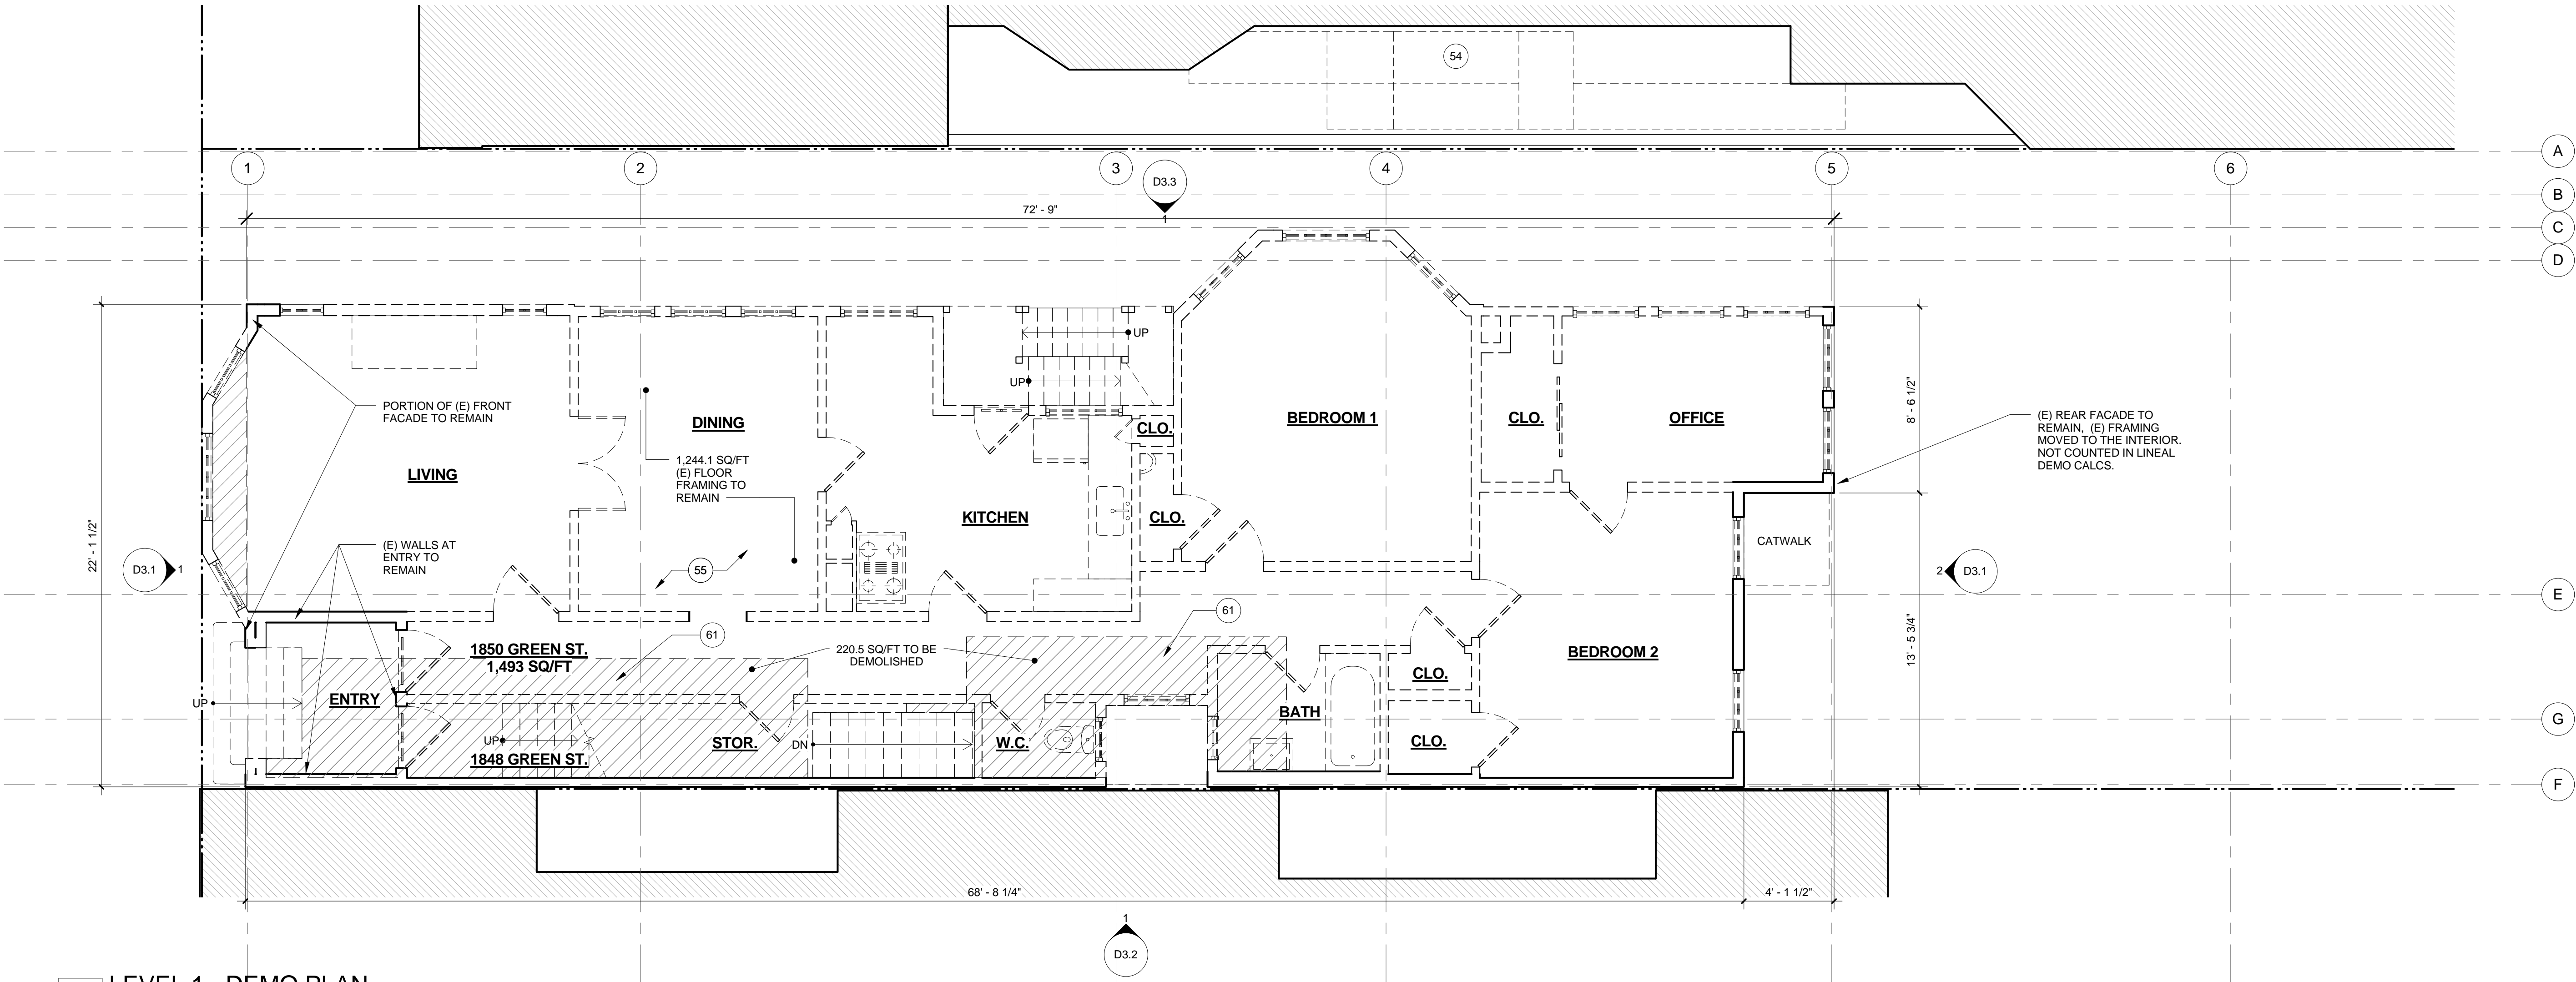 54
A
1
2
3
4
5
6
D3.3
1
B
72' - 9"
C
D
UP
UP
PORTION OF (E) FRONT
FACADE TO REMAIN
DINING
BEDROOM 1
CLO.
OFFICE
CLO.
8' - 6 1/2"
(E) REAR FACADE TO
REMAIN, (E) FRAMING
MOVED TO THE INTERIOR.
NOT COUNTED IN LINEAL
DEMO CALCS.
LIVING
1,244.1 SQ/FT
(E) FLOOR
FRAMING TO
REMAIN
KITCHEN
CLO.
22' - 1 1/2"
(E) WALLS AT
ENTRY TO
REMAIN
CATWALK
D3.1
1
55
2
D3.1
E
61
61
1850 GREEN ST.
1,493 SQ/FT
220.5 SQ/FT TO BE
DEMOLISHED
BEDROOM 2
13' - 5 3/4"
CLO.
UP
ENTRY
BATH
G
UP
STOR.
DN
W.C.
CLO.
1848 GREEN ST.
F
68' - 8 1/4"
4' - 1 1/2"
1
D3.2
LEVEL 1 - DEMO PLAN